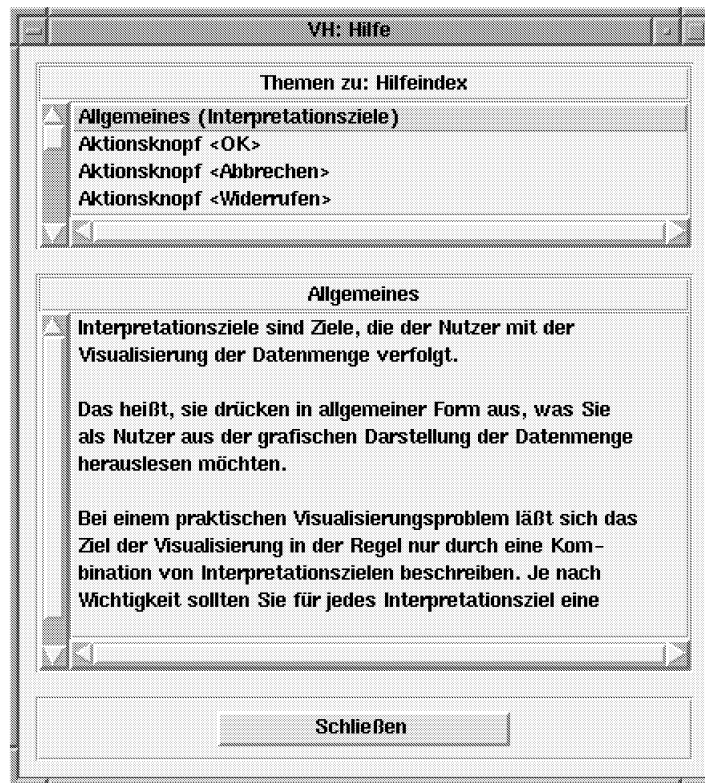 VH: Hilfe
Themen zu: Hilfeindex
Allgemeines (Interpretationsziele)
Aktionsknopf <OK>
Aktionsknopf <Abbrechen>
Aktionsknopf <Widerrufen>
Allgemeines
Interpretationsziele sind Ziele, die der Nutzer mit der
Visualisierung der Datenmenge verfolgt.
Das heißt, sie drücken in allgemeiner Form aus, was Sie
als Nutzer aus der grafischen Darstellung der Datenmenge
herauslesen möchten.
Bei einem praktischen Visualisierungsproblem läßt sich das
Ziel der Visualisierung in der Regel nur durch eine Kom-
bination von Interpretationszielen beschreiben. Je nach
Wichtigkeit sollten Sie für jedes Interpretationsziel eine
Schließen